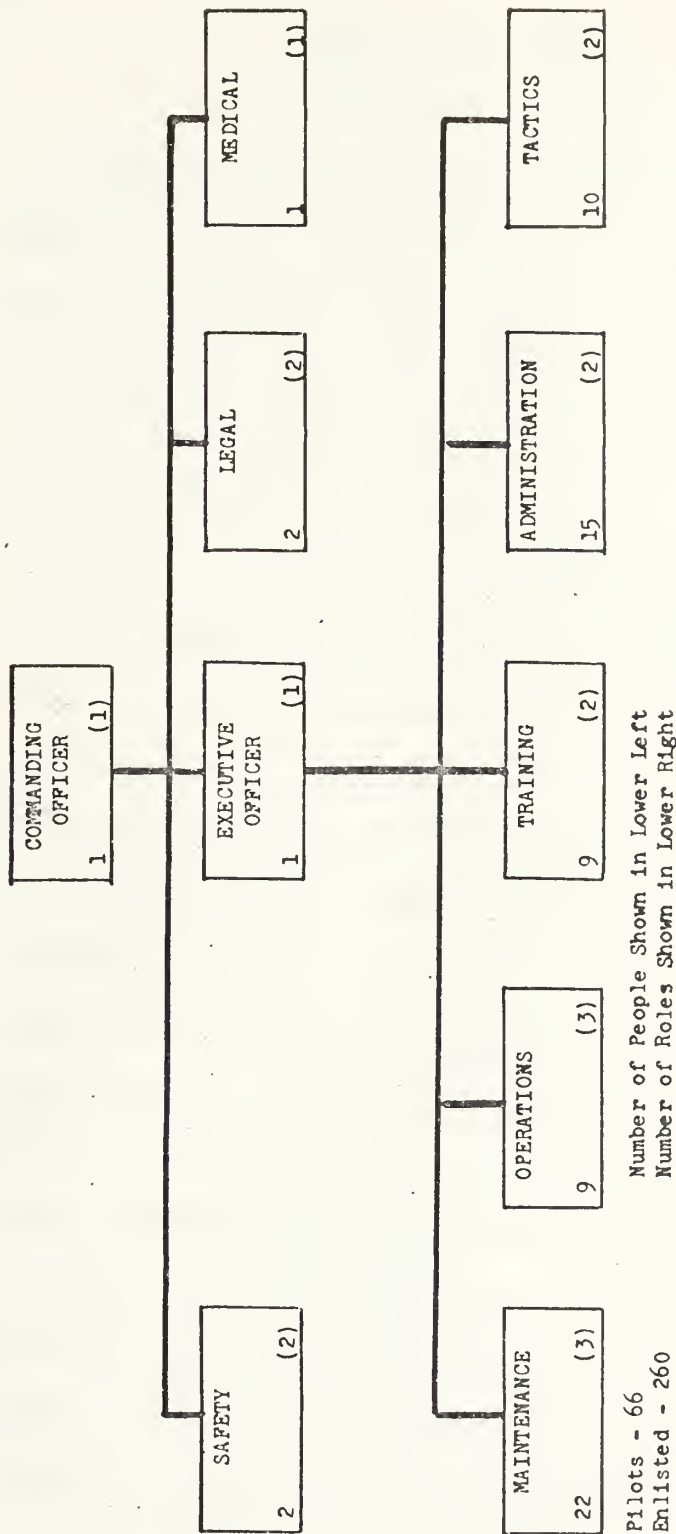 COMMANDING
OFFICER
1 (1)
SAFETY
2 (2)
EXECUTIVE
OFFICER
1 (1)
LEGAL
2 (2)
MEDICAL
1 (1)
MAINTENANCE
22 (3)
OPERATIONS
9 (3)
TRAINING
9 (2)
ADMINISTRATION
15 (2)
TACTICS
10 (2)
Pilots - 66
Enlisted - 260
Number of People Shown in Lower Left
Number of Roles Shown in Lower Right